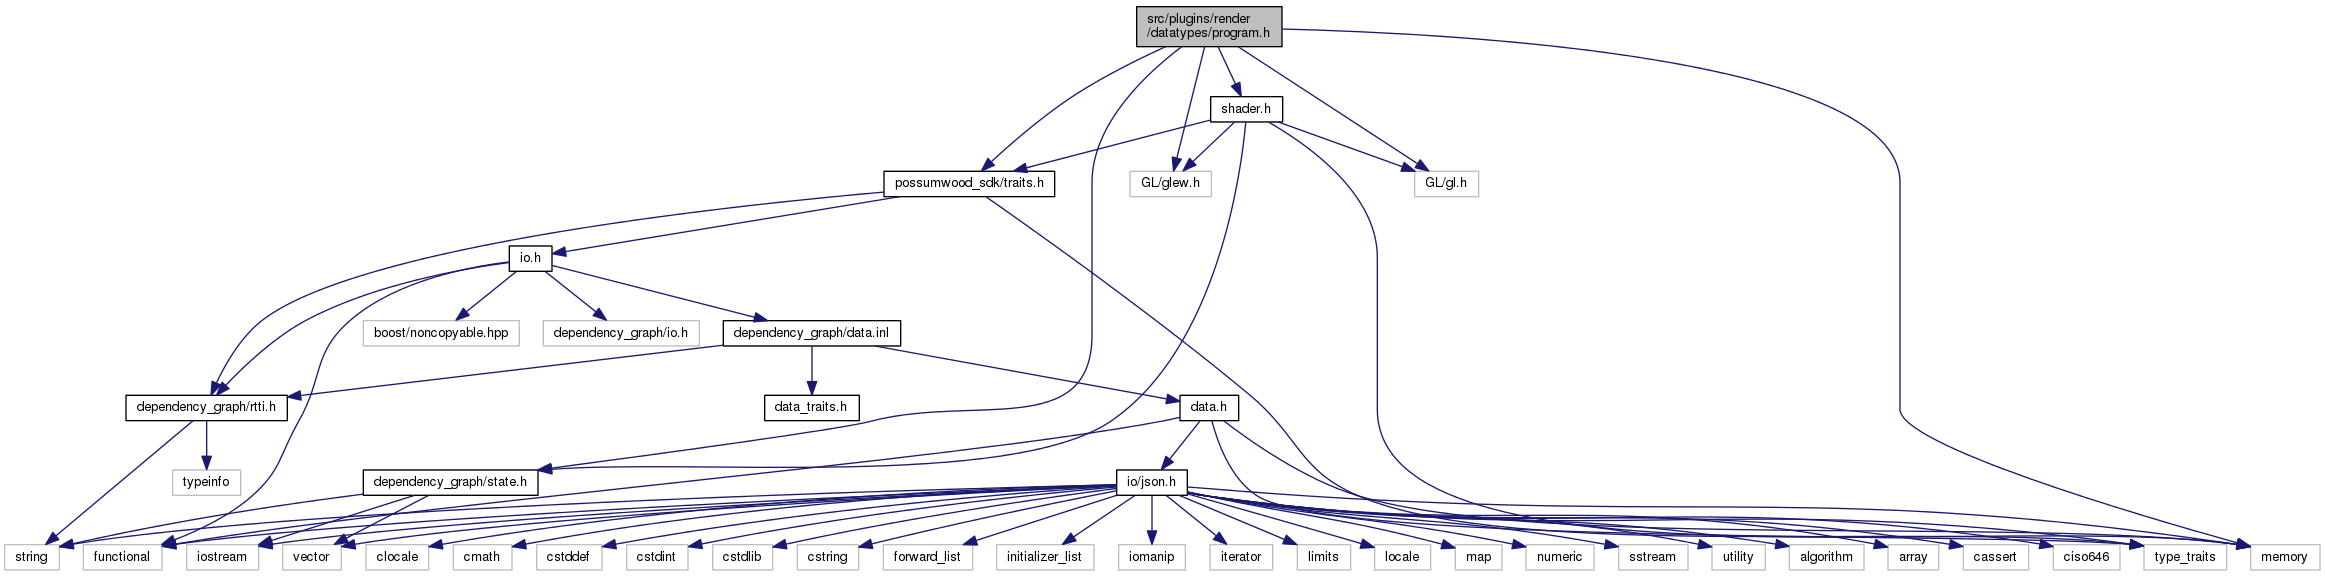 src/plugins/render
/datatypes/program.h
shader.h
possumwood_sdk/traits.h
GL/glew.h
GL/gl.h
io.h
boost/noncopyable.hpp
dependency_graph/io.h
dependency_graph/data.inl
dependency_graph/rtti.h
data_traits.h
data.h
typeinfo
dependency_graph/state.h
io/json.h
string
functional
iostream
vector
clocale
cmath
cstddef
cstdint
cstdlib
cstring
forward_list
initializer_list
iomanip
iterator
limits
locale
map
numeric
sstream
utility
algorithm
array
cassert
ciso646
type_traits
memory